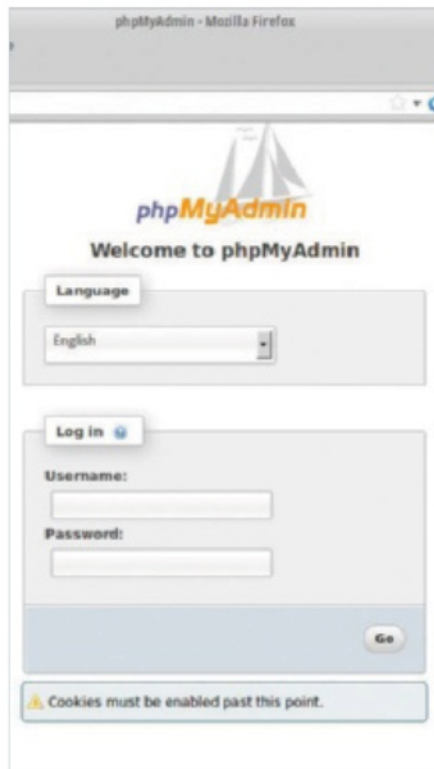 phpMyAdmin - Mozilla Firefox
phpMyAdmin
Welcome to phpMyAdmin
Language
English
Log in
Username:
Password:
Go
Cookies must be enabled past this point.